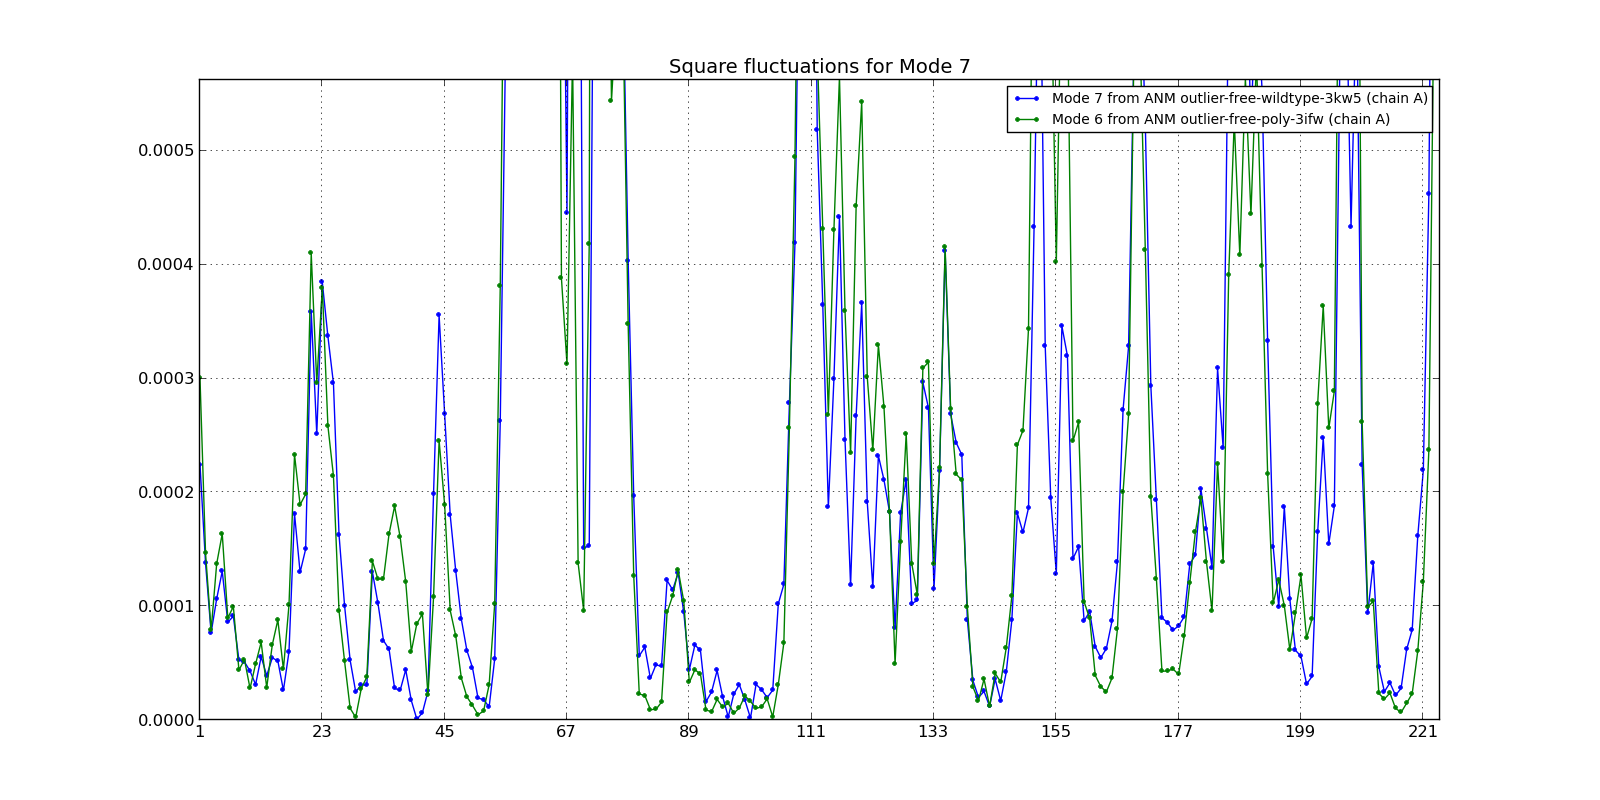 Square fluctuations for Mode 7
Mode 7 from ANM outlier-free-wildtype-3kw5 (chain A)
Mode 6 from ANM outlier-free-poly-3ifw (chain A)
0.0005
0.0004
0.0003
0.0002
0.0001
0.0000
1 23 45 67 89 111 133 155 177 199 221